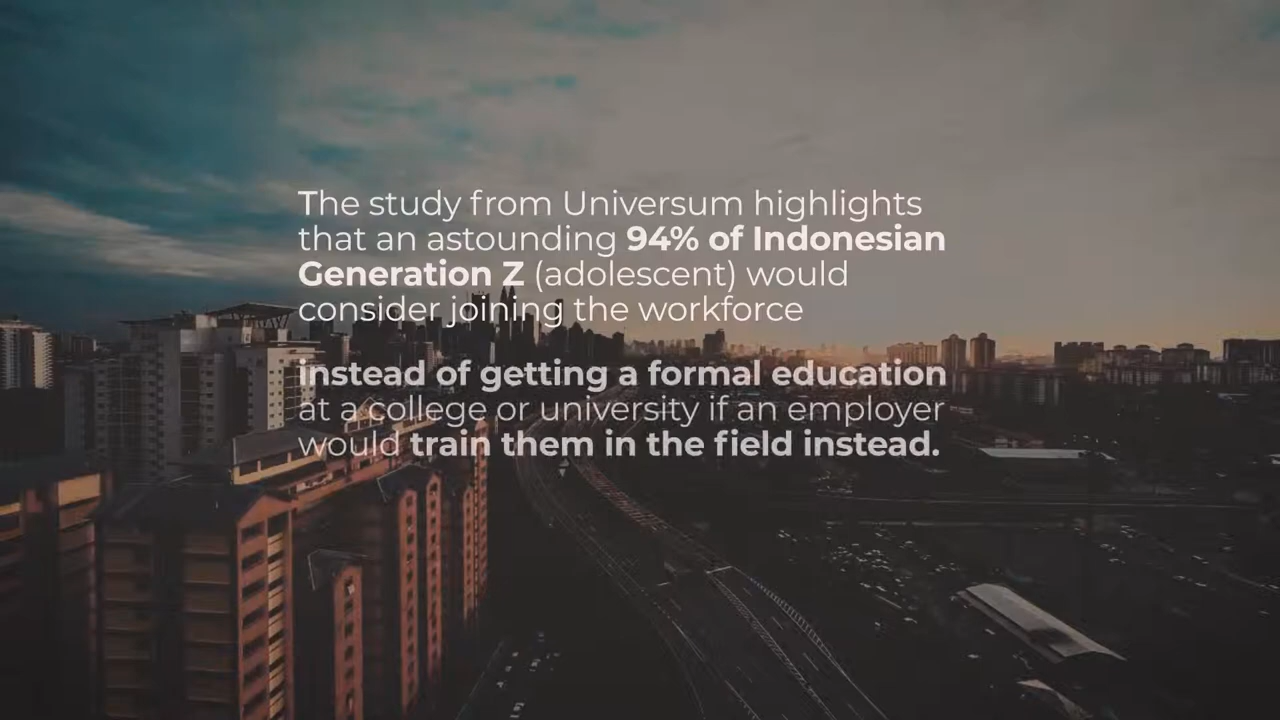 The study from Universum highlights
that an astounding 94% of Indonesian
Generation Z (adolescent) would
consider joining the workforce
instead of getting a formal education
at a college or university if an employer
would train them in the field instead.